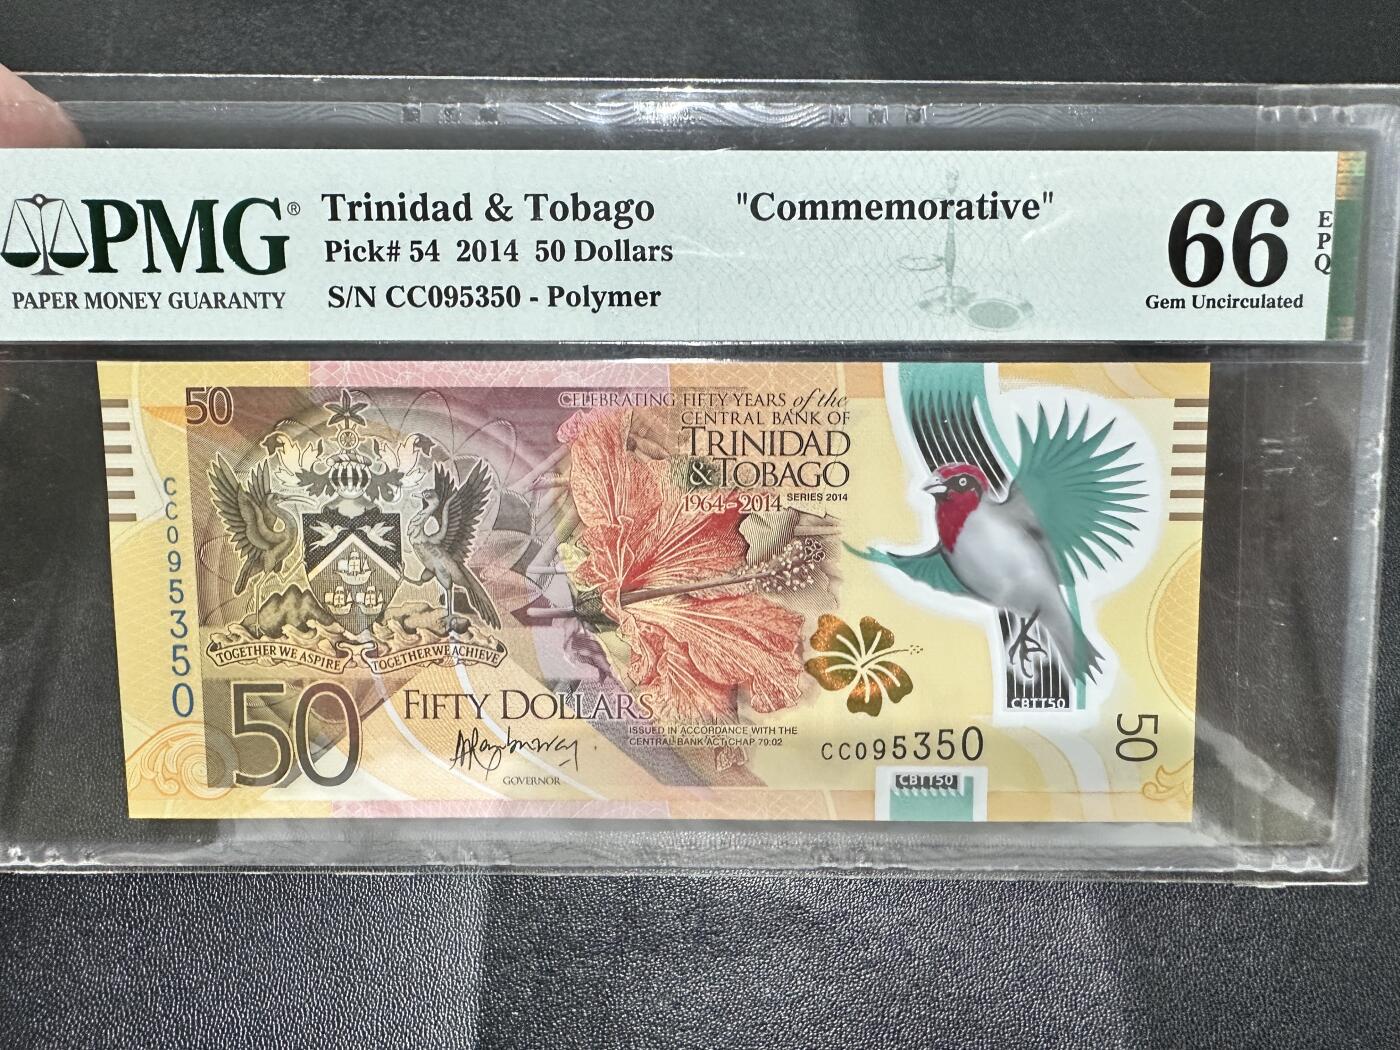 PMG®
PAPER MONEY GUARANTY
Trinidad & Tobago
Pick# 54 2014 50 Dollars
S/N CC095350 - Polymer
"Commemorative"
66
EPQ
Gem Uncirculated
50
CELEBRATING FIFTY YEARS of the
CENTRAL BANK OF
TRINIDAD
& TOBAGO
SERIES 2014
1964-2014
CC095350
TOGETHER WE ASPIRE TOGETHER WE ACHIEVE
50
FIFTY DOLLARS
ISSUED IN ACCORDANCE WITH THE
CENTRAL BANK ACT CHAP 79:02
GOVERNOR
CC095350
CBTT50
CBTT50
50